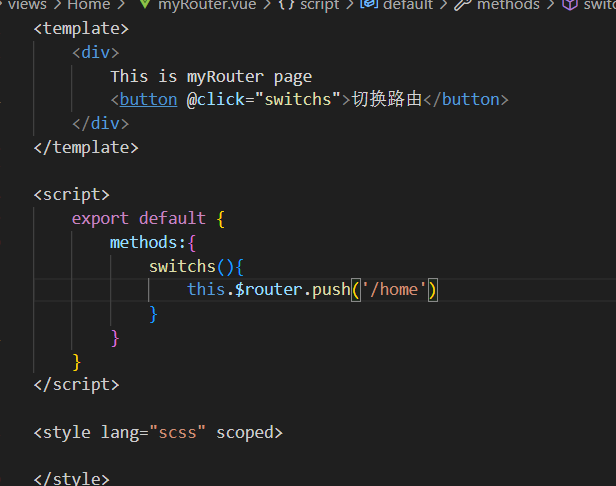 views > Home > myRouter.vue > {} script > default > methods > switc
<template>
<div>
This is myRouter page
<button @click="switchs">切换路由</button>
</div>
</template>
<script>
export default {
methods:{
switchs(){
this.$router.push('/home')
}
}
}
</script>
<style lang="scss" scoped>
</style>